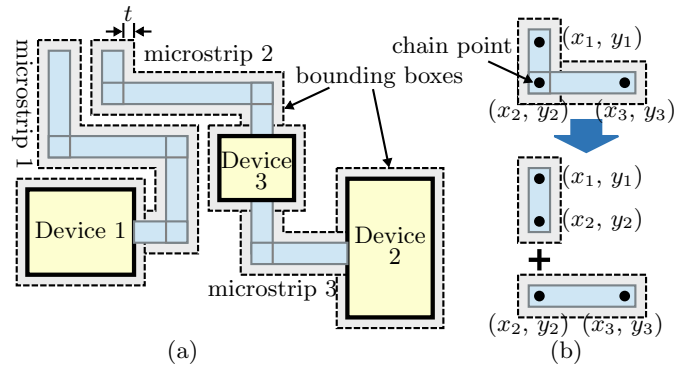 t
microstrip 2
microstrip 1
bounding boxes
Device 1
Device
3
Device
2
microstrip 3
(a)
chain point
(x1, y1)
(x2, y2)
(x3, y3)
(x1, y1)
(x2, y2)
+
(x2, y2)
(x3, y3)
(b)